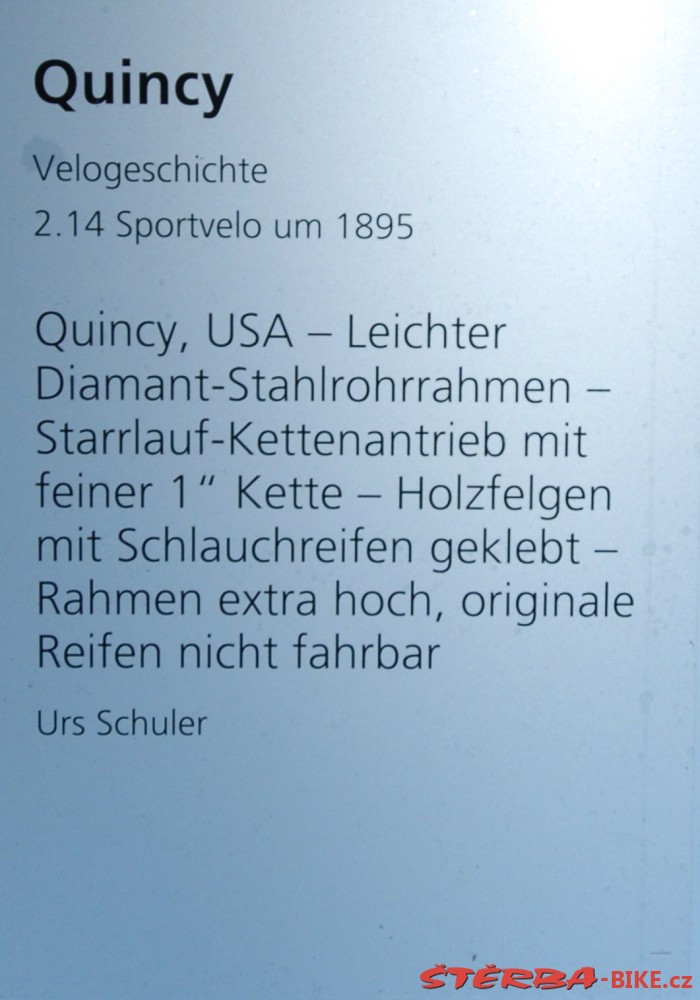 Quincy
Velogeschichte
2.14 Sportvelo um 1895
Quincy, USA – Leichter
Diamant-Stahlrohrrahmen –
Starrlauf-Kettenantrieb mit
feiner 1“ Kette – Holzfelgen
mit Schlauchreifen geklebt –
Rahmen extra hoch, originale
Reifen nicht fahrbar
Urs Schuler
ŠTĚRBA-BIKE.cz